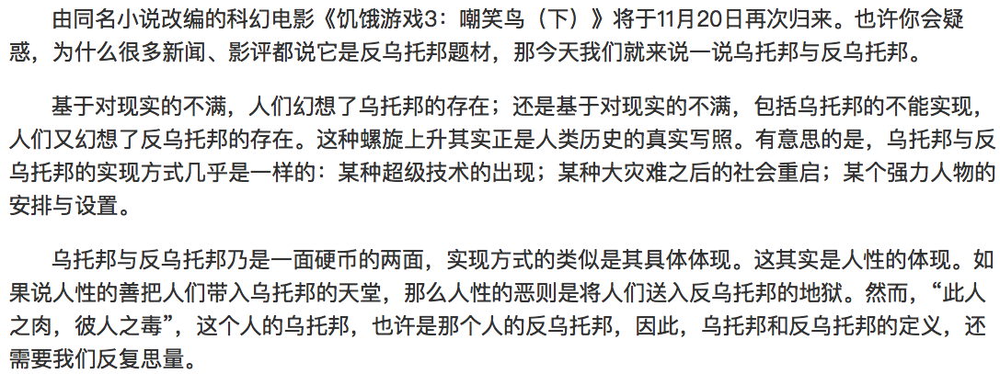 由同名小说改编的科幻电影《饥饿游戏3：嘲笑鸟（下）》将于11月20日再次归来。也许你会疑
惑，为什么很多新闻、影评都说它是反乌托邦题材，那今天我们就来说一说乌托邦与反乌托邦。
基于对现实的不满，人们幻想了乌托邦的存在；还是基于对现实的不满，包括乌托邦的不能实现，
人们又幻想了反乌托邦的存在。这种螺旋上升其实正是人类历史的真实写照。有意思的是，乌托邦与反
乌托邦的实现方式几乎是一样的：某种超级技术的出现；某种大灾难之后的社会重启；某个强力人物的
安排与设置。
乌托邦与反乌托邦乃是一面硬币的两面，实现方式的类似是其具体体现。这其实是人性的体现。如
果说人性的善把人们带入乌托邦的天堂，那么人性的恶则是将人们送入反乌托邦的地狱。然而，“此人
之肉，彼人之毒”，这个人的乌托邦，也许是那个人的反乌托邦，因此，乌托邦和反乌托邦的定义，还
需要我们反复思量。